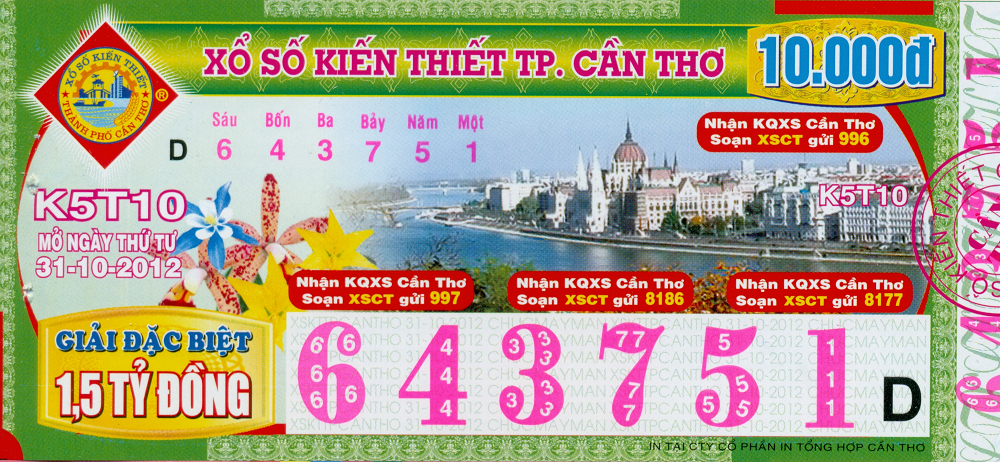 XỔ SỐ KIẾN THIẾT TP. CẦN THƠ
10.000đ
XỔ SỐ KIẾN THIẾT
THÀNH PHỐ CẦN THƠ
®
Sáu Bốn Ba Bảy Năm Một
D 6 4 3 7 5 1
Nhận KQXS Cần Thơ
Soạn XSCT gửi 996
K5T10
MỞ NGÀY THỨ TƯ
31-10-2012
K5T10
KIẾN THIẾT
Nhận KQXS Cần Thơ
Soạn XSCT gửi 997
Nhận KQXS Cần Thơ
Soạn XSCT gửi 8186
Nhận KQXS Cần Thơ
Soạn XSCT gửi 8177
GIẢI ĐẶC BIỆT
1,5 TỶ ĐỒNG
643751 D
IN TẠI CTY CỔ PHẦN IN TỔNG HỢP CẦN THƠ